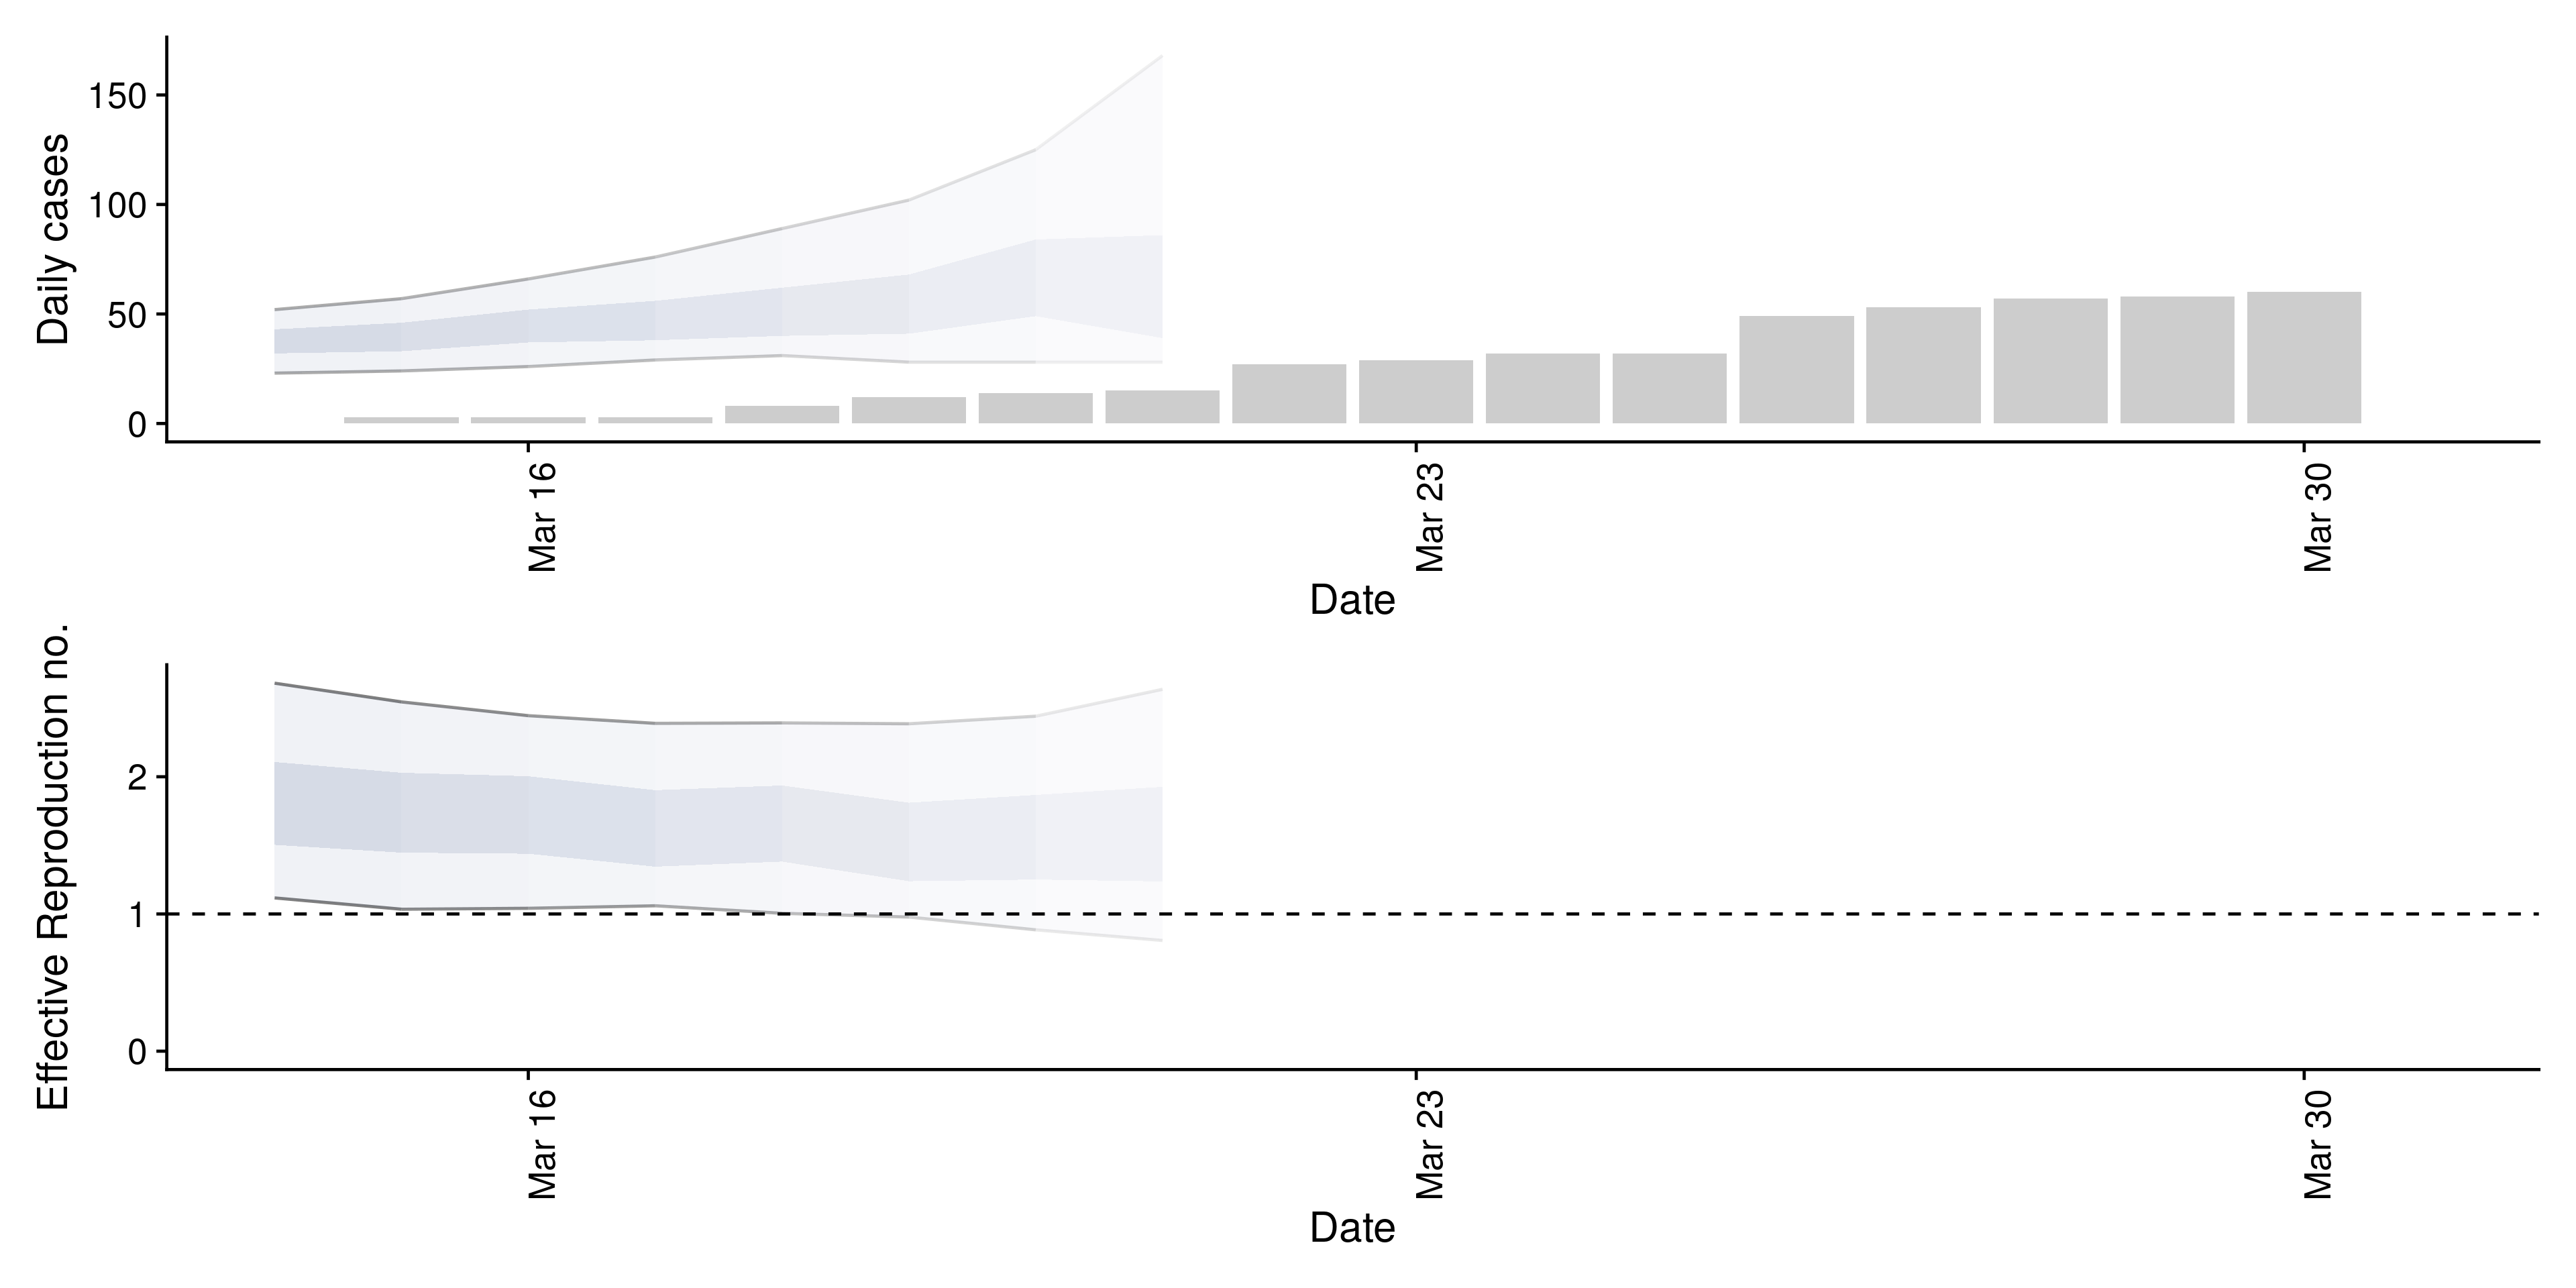 Daily cases
150
100
50
0
Mar 16
Mar 23
Mar 30
Date
Effective Reproduction no.
2
1
0
Mar 16
Mar 23
Mar 30
Date